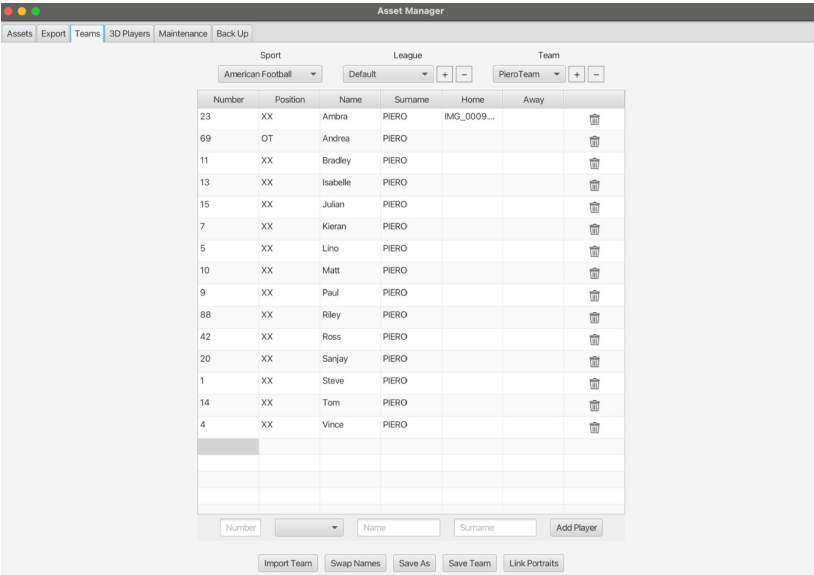 Asset Manager
Assets Export Teams 3D Players Maintenance Back Up
Sport League Team
American Football Default + - PieroTeam + -
Number Position Name Surname Home Away
23 XX Ambra PIERO IMG_0009....
69 OT Andrea PIERO
11 XX Bradley PIERO
13 XX Isabelle PIERO
15 XX Julian PIERO
7 XX Kieran PIERO
5 XX Lino PIERO
10 XX Matt PIERO
9 XX Paul PIERO
88 XX Riley PIERO
42 XX Ross PIERO
20 XX Sanjay PIERO
1 XX Steve PIERO
14 XX Tom PIERO
4 XX Vince PIERO
Number Name Surname Add Player
Import Team Swap Names Save As Save Team Link Portraits